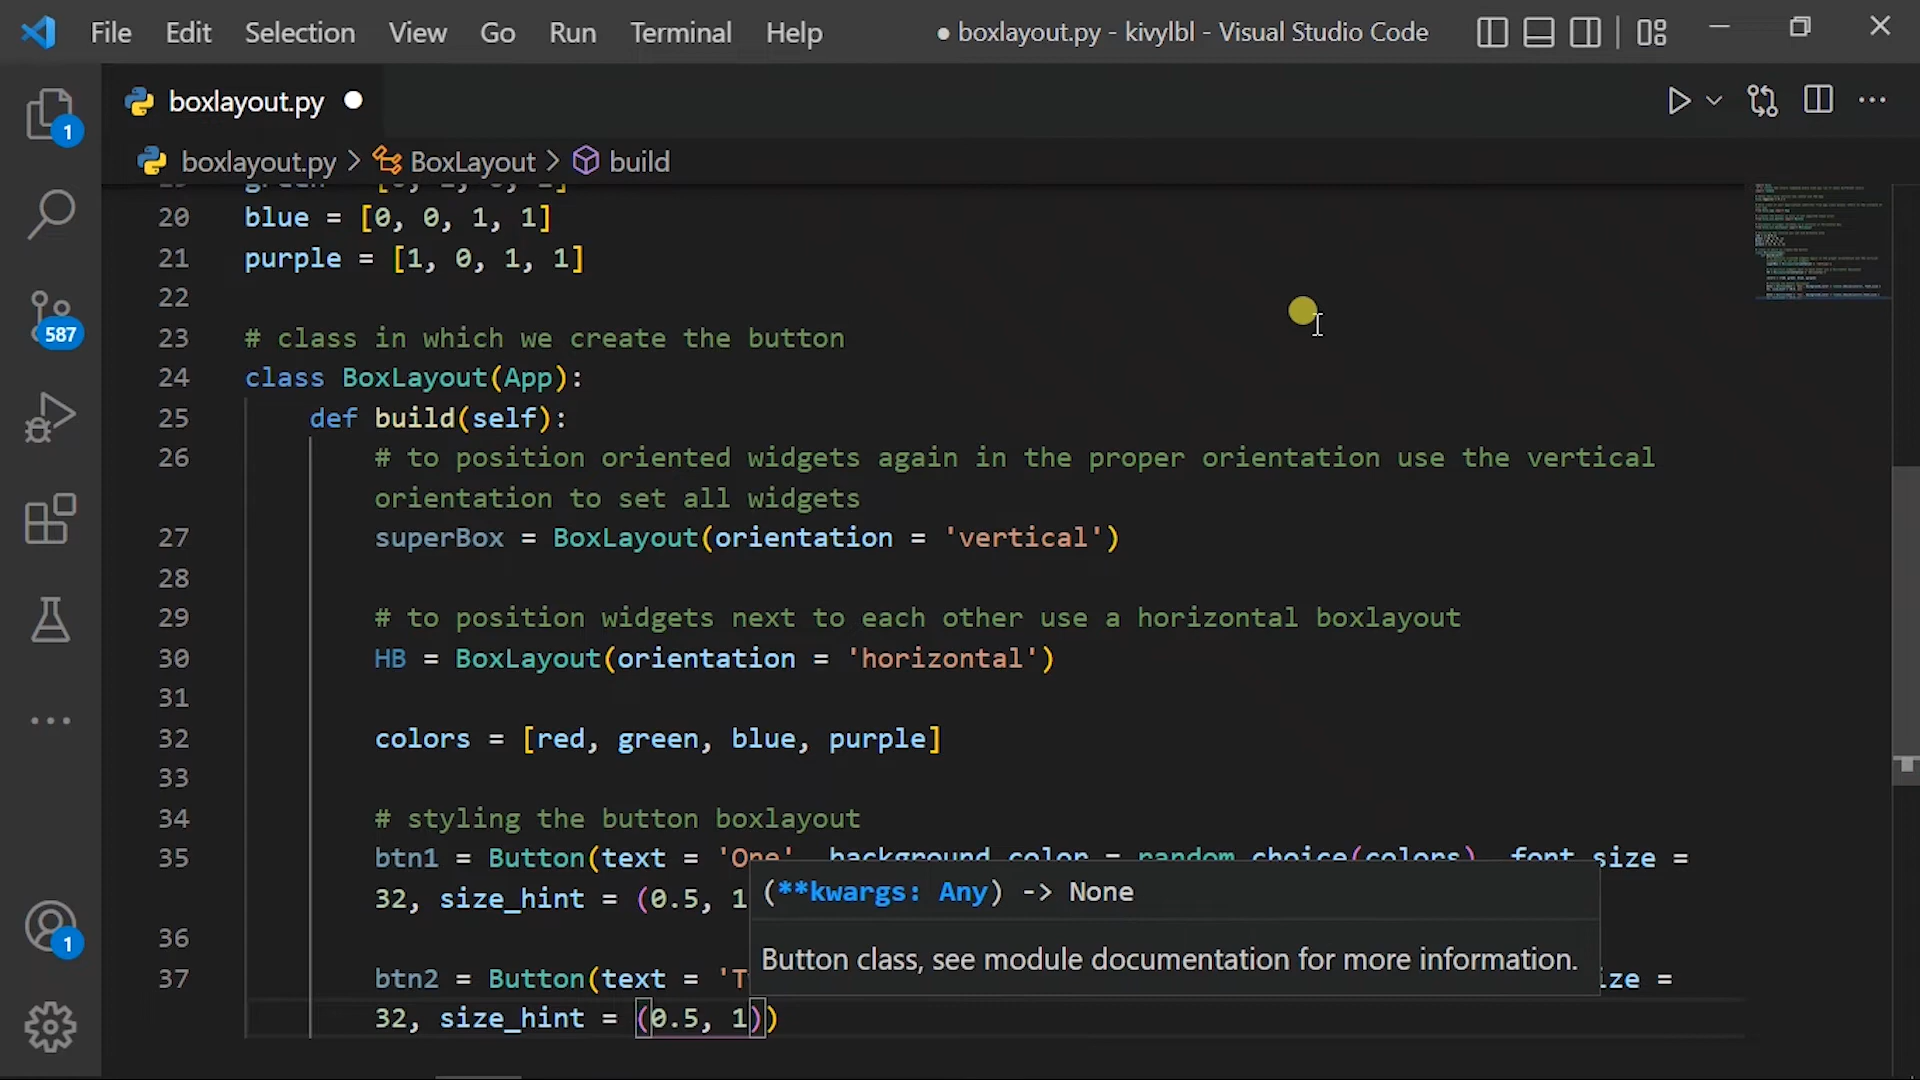 File Edit Selection View Go Run Terminal Help ● boxlayout.py - kivylbl - Visual Studio Code
boxlayout.py ●
boxlayout.py > BoxLayout > build
1
587
1
20 blue = [0, 0, 1, 1]
21 purple = [1, 0, 1, 1]
22
23 # class in which we create the button
24 class BoxLayout(App):
25 def build(self):
26 # to position oriented widgets again in the proper orientation use the vertical
orientation to set all widgets
27 superBox = BoxLayout(orientation = 'vertical')
28
29 # to position widgets next to each other use a horizontal boxlayout
30 HB = BoxLayout(orientation = 'horizontal')
31
32 colors = [red, green, blue, purple]
33
34 # styling the button boxlayout
35 btn1 = Button(text = 'One', background_color = random.choice(colors), font_size =
32, size_hint = (0.5, 1
(**kwargs: Any) -> None
36
Button class, see module documentation for more information.
37 btn2 = Button(text = 'T ize =
32, size_hint = (0.5, 1))